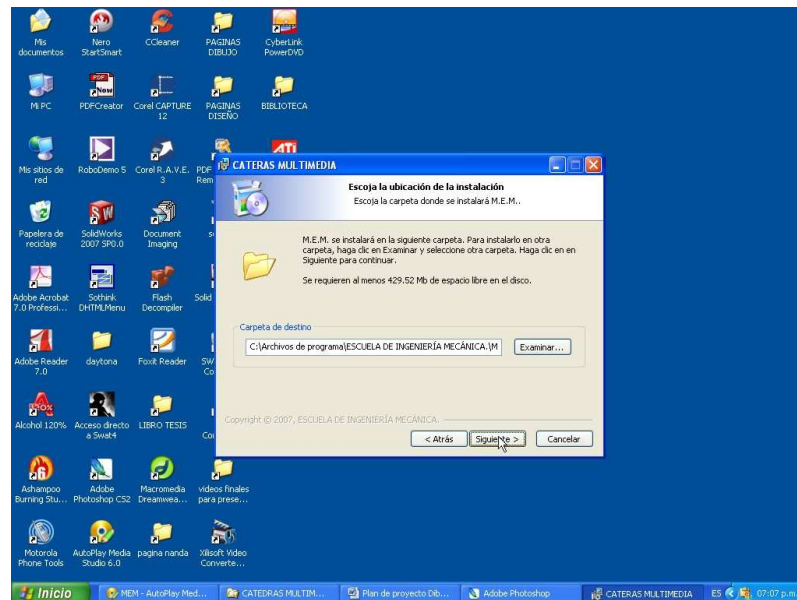 Mis documentos
Nero StartSmart
CCleaner
PAGINAS DIBUJO
CyberLink PowerDVD
Mi PC
PDFCreator
Corel CAPTURE 12
PAGINAS DISEÑO
BIBLIOTECA
Mis sitios de red
RoboDemo 5
Corel R.A.V.E. 3
PDF
Rem
ATI
Papelera de reciclaje
SolidWorks 2007 SP0.0
Document Imaging
Adobe Acrobat 7.0 Professi...
Sothink DHTMLMenu
Flash Decompiler
Solid
Adobe Reader 7.0
daytona
Foxit Reader
SW
Co
Alcohol 120%
Acceso directo a Swat4
LIBRO TESIS
Ashampoo Burning Stu...
Adobe Photoshop CS2
Macromedia Dreamwea...
videos finales para prese...
Motorola Phone Tools
AutoPlay Media Studio 6.0
pagina nanda
Xilisoft Video Converte...
CATERAS MULTIMEDIA
Escoja la ubicación de la instalación
Escoja la carpeta donde se instalará M.E.M..
M.E.M. se instalará en la siguiente carpeta. Para instalarlo en otra
carpeta, haga clic en Examinar y seleccione otra carpeta. Haga clic en en
Siguiente para continuar.
Se requieren al menos 429.52 Mb de espacio libre en el disco.
Carpeta de destino
C:\Archivos de programa\ESCUELA DE INGENIERÍA MECÁNICA.\M
Examinar...
Copyright © 2007, ESCUELA DE INGENIERÍA MECÁNICA.
< Atrás
Siguiente >
Cancelar
Inicio
MEM - AutoPlay Med...
CATEDRAS MULTIM...
Plan de proyecto Dib...
Adobe Photoshop
CATERAS MULTIMEDIA
ES
07:07 p.m.